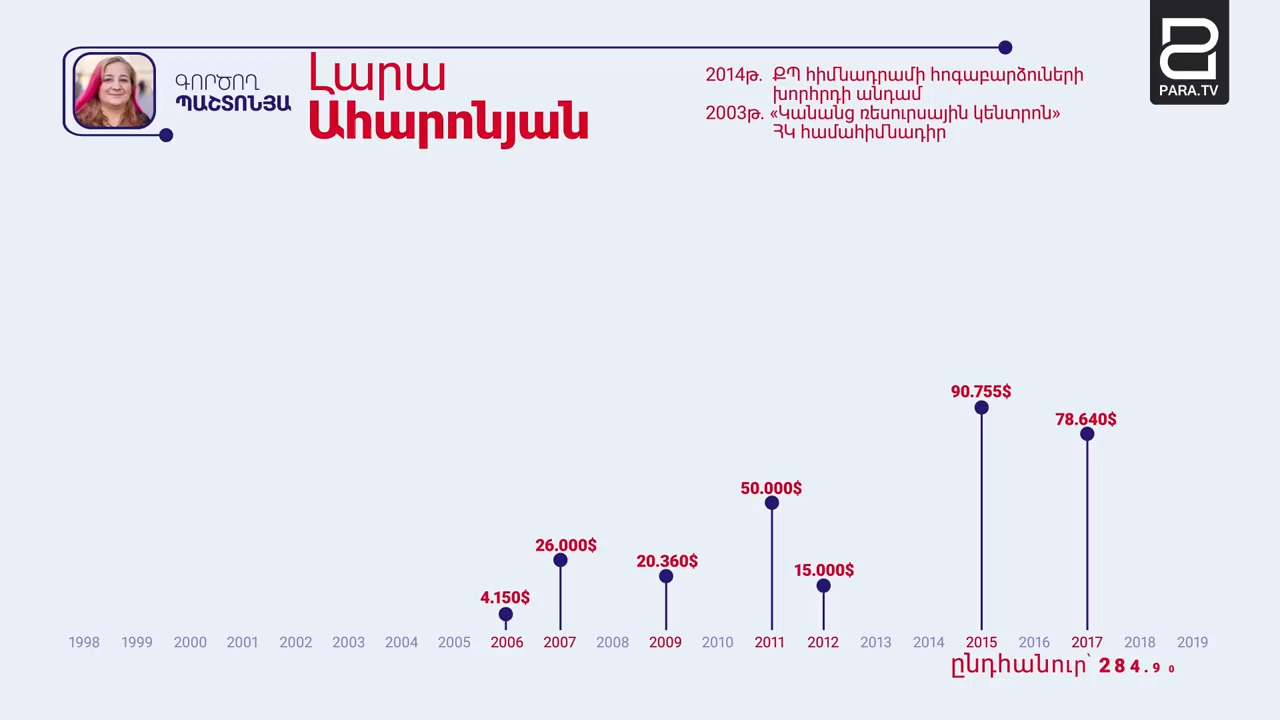 ԳՈՐԾՈՂ
ՊԱՇՏՈՆՅԱ
Լարա
Ահարոնյան
2014թ. ՔՊ հիմնադրամի հոգաբարձուների
խորհրդի անդամ
2003թ. «Կանանց ռեսուրսային կենտրոն»
ՀԿ համահիմնադիր
PARA.TV
90.755$
78.640$
50.000$
26.000$
20.360$
15.000$
4.150$
1998 1999 2000 2001 2002 2003 2004 2005 2006 2007 2008 2009 2010 2011 2012 2013 2014 2015 2016 2017 2018 2019
ընդհանուր՝ 284.90